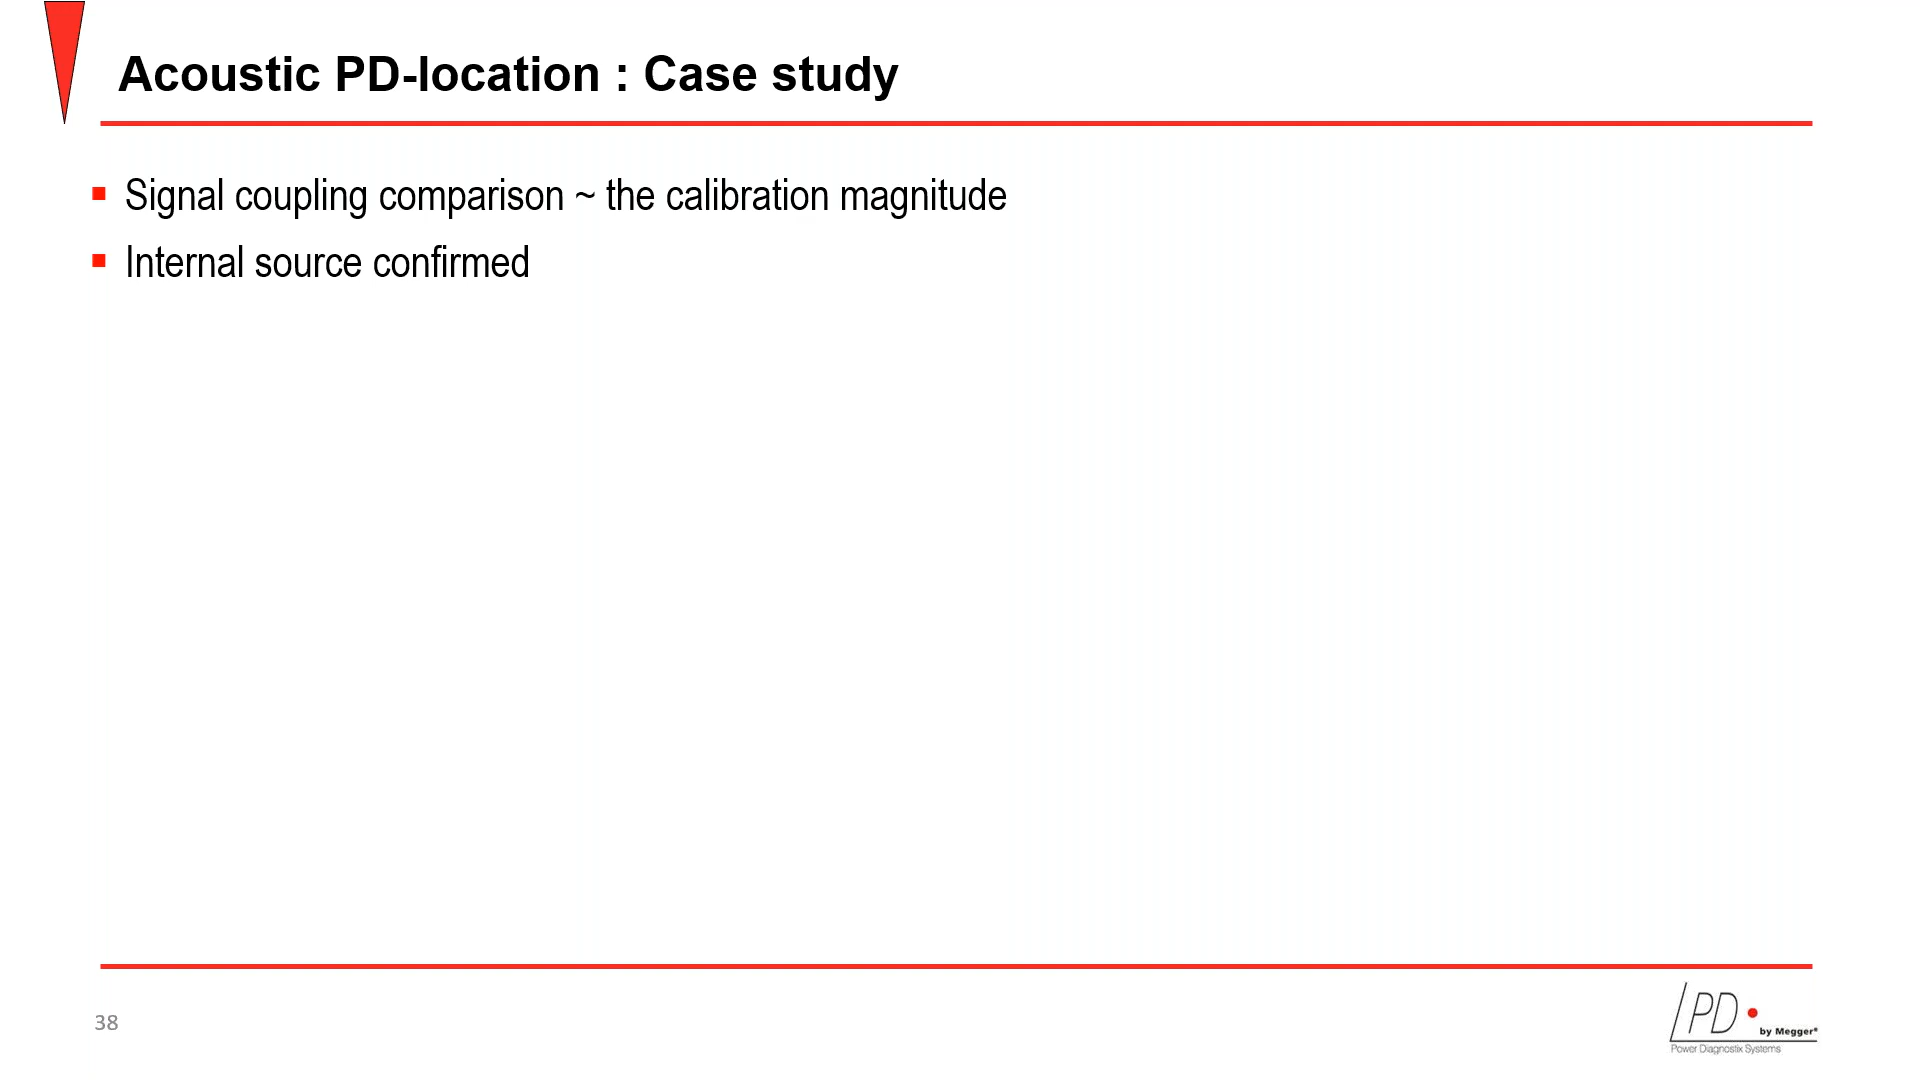 Acoustic PD-location : Case study
Signal coupling comparison ~ the calibration magnitude
Internal source confirmed
38
PD
by Megger®
Power Diagnostix Systems